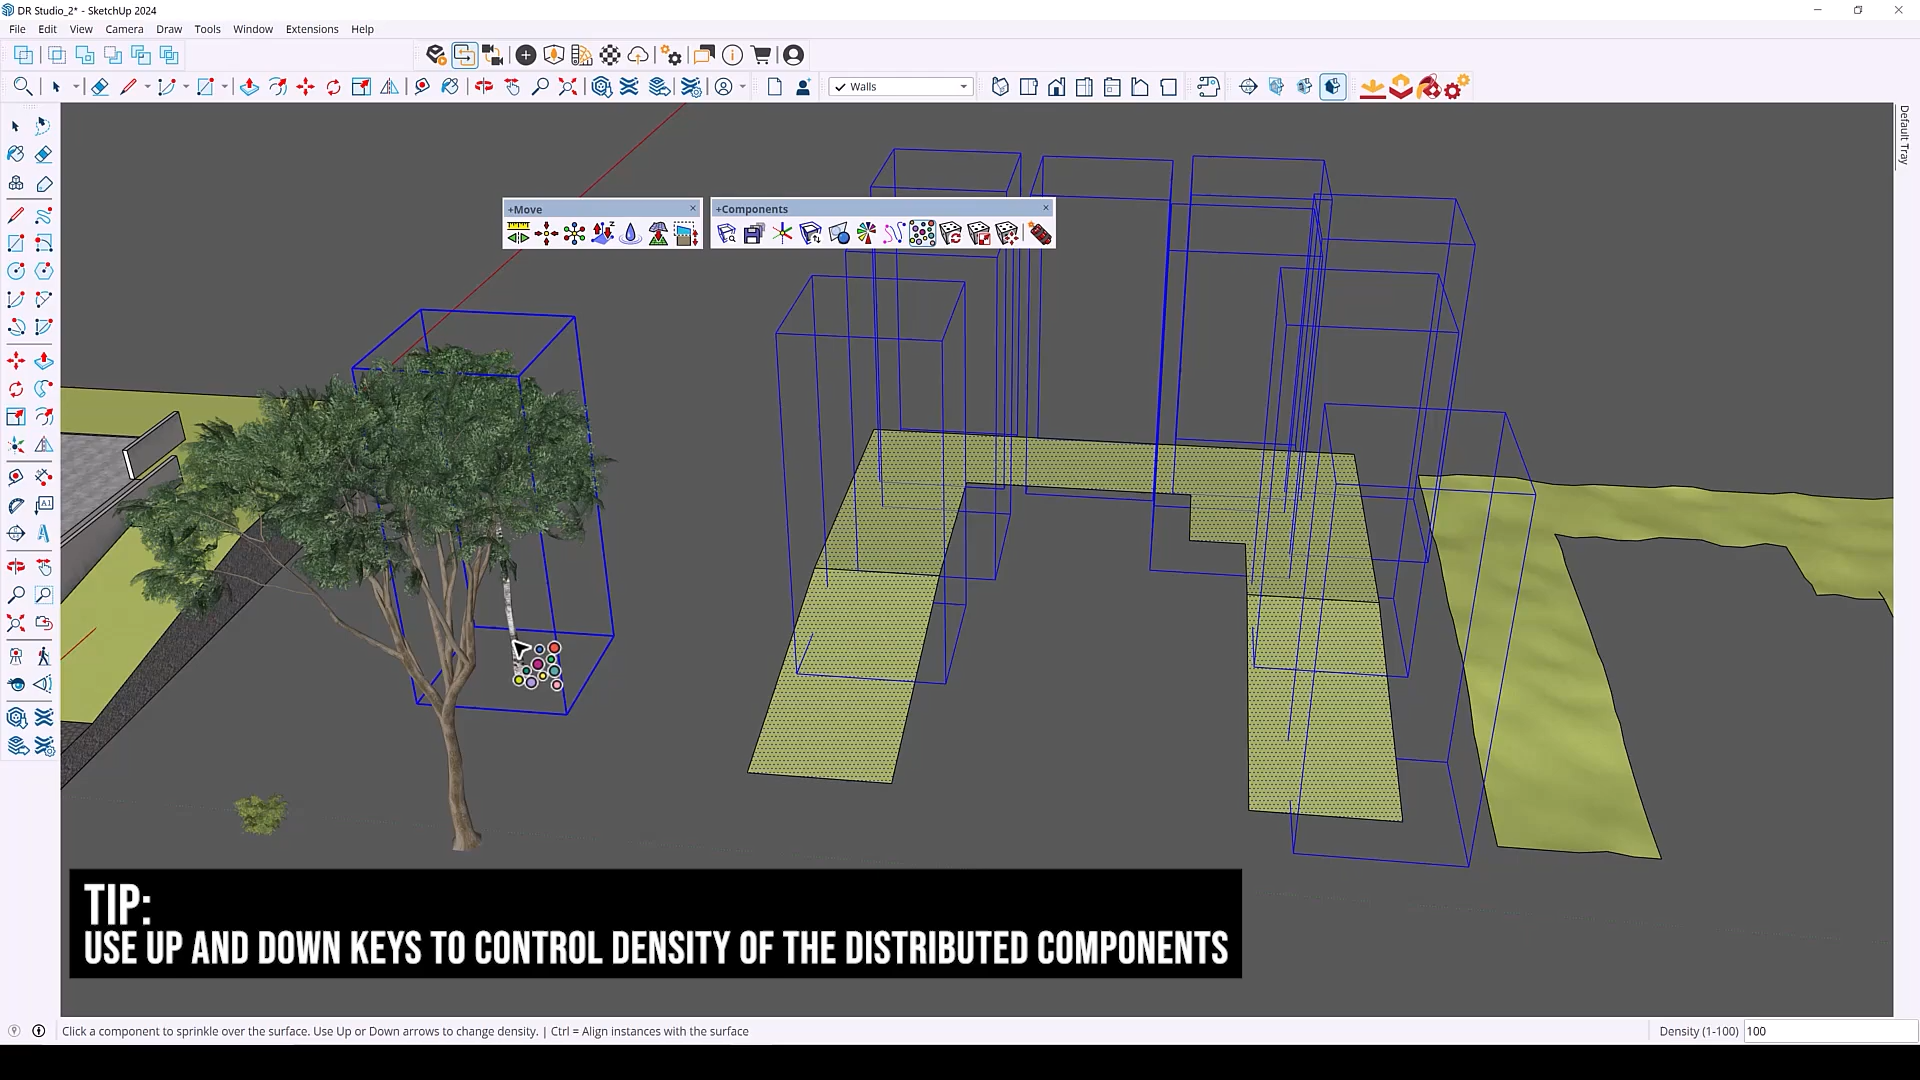 DR Studio_2* - SketchUp 2024
File Edit View Camera Draw Tools Window Extensions Help
Walls
Default Tray
+Move
+Components
TIP:
USE UP AND DOWN KEYS TO CONTROL DENSITY OF THE DISTRIBUTED COMPONENTS
Click a component to sprinkle over the surface. Use Up or Down arrows to change density. | Ctrl = Align instances with the surface
Density (1-100) 100